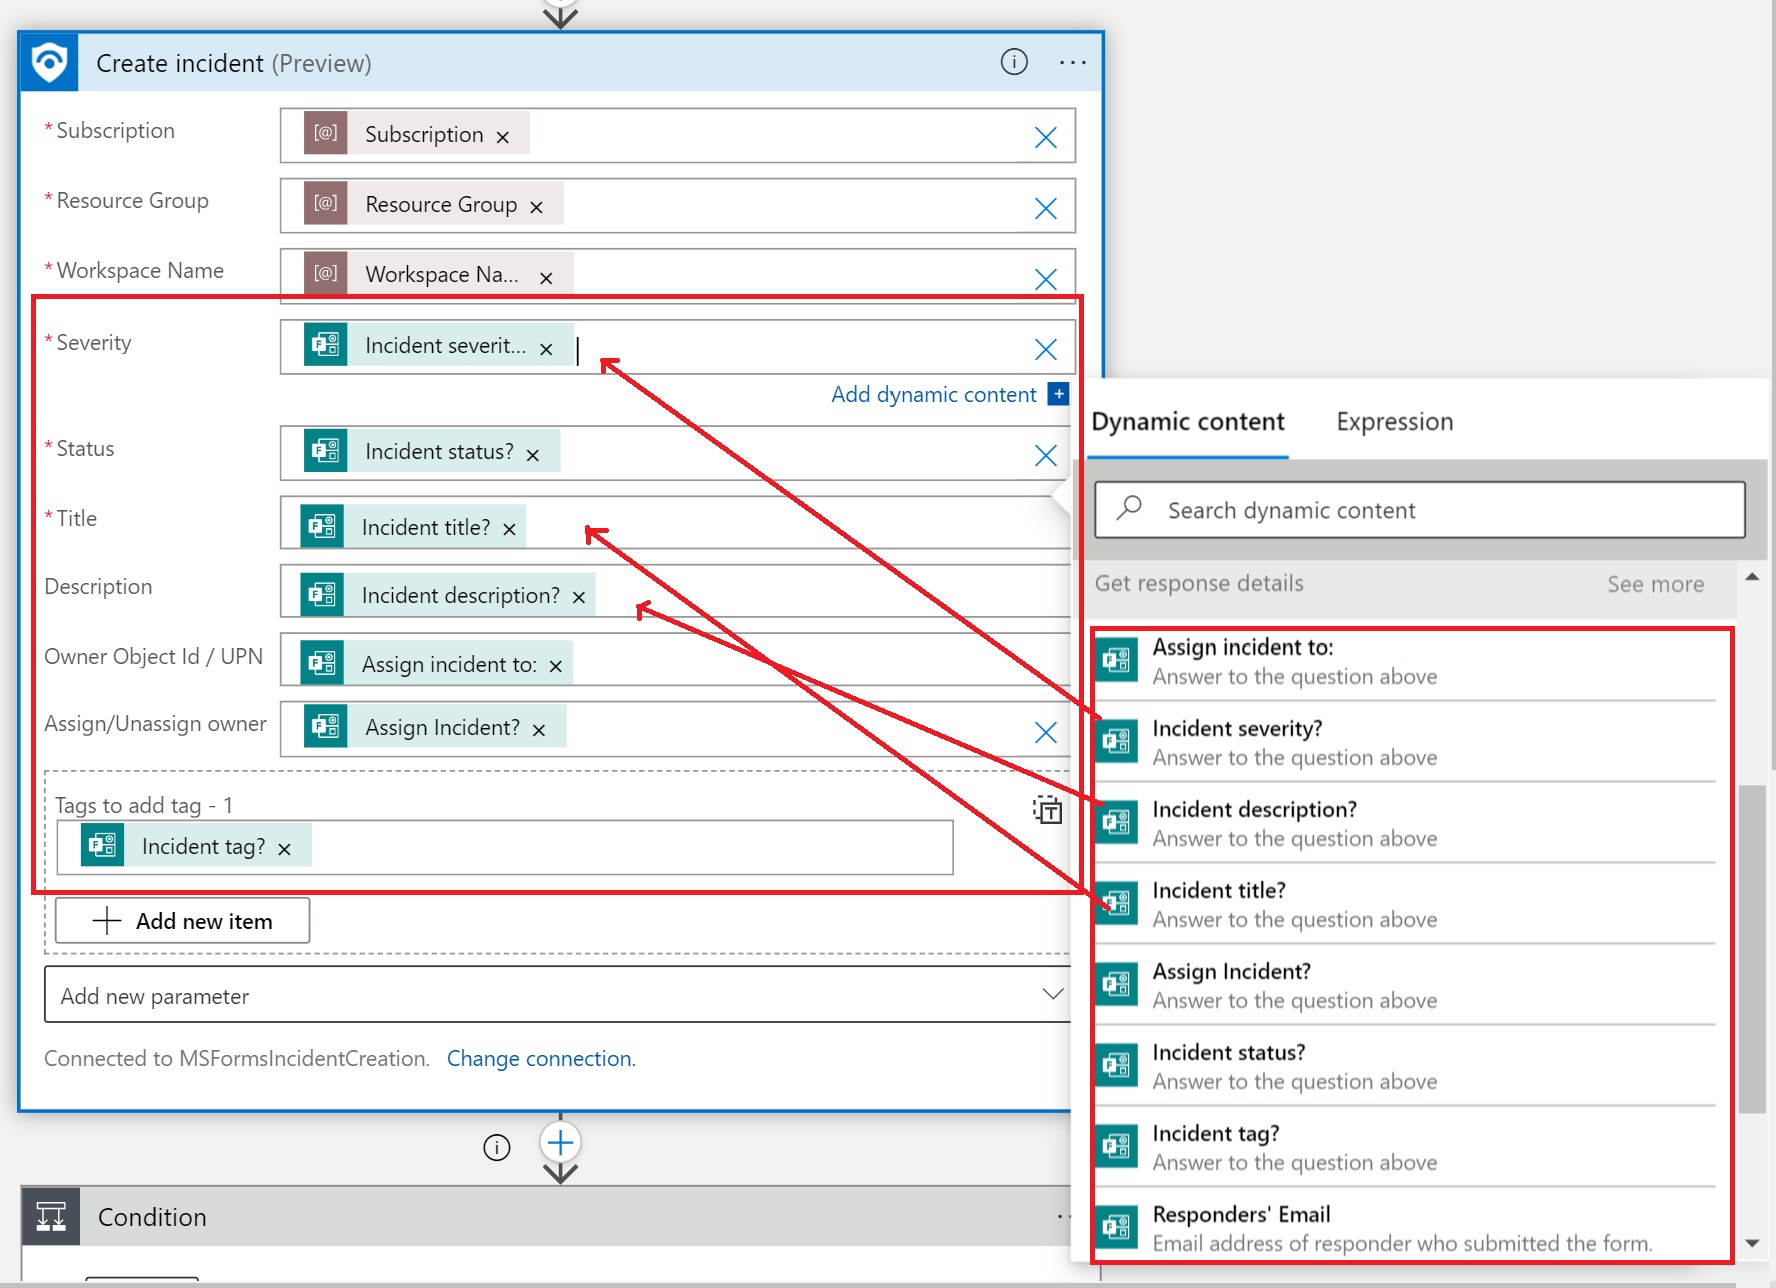 Create incident (Preview)
* Subscription
[@] Subscription ×
* Resource Group
[@] Resource Group ×
* Workspace Name
[@] Workspace Na... ×
* Severity
Incident severit... ×
Add dynamic content +
* Status
Incident status? ×
* Title
Incident title? ×
Description
Incident description? ×
Owner Object Id / UPN
Assign incident to: ×
Assign/Unassign owner
Assign Incident? ×
Tags to add tag - 1
Incident tag? ×
Add new item
Add new parameter
Connected to MSFormsIncidentCreation. Change connection.
Condition
Dynamic content
Expression
Search dynamic content
Get response details
See more
Assign incident to:
Answer to the question above
Incident severity?
Answer to the question above
Incident description?
Answer to the question above
Incident title?
Answer to the question above
Assign Incident?
Answer to the question above
Incident status?
Answer to the question above
Incident tag?
Answer to the question above
Responders' Email
Email address of responder who submitted the form.